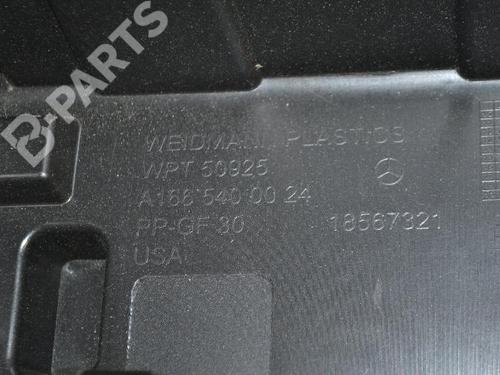 B-PARTS
WEIDMANN PLASTICS
WPT 50925
A166 540 00 24
PP-GF 30 18567321
USA